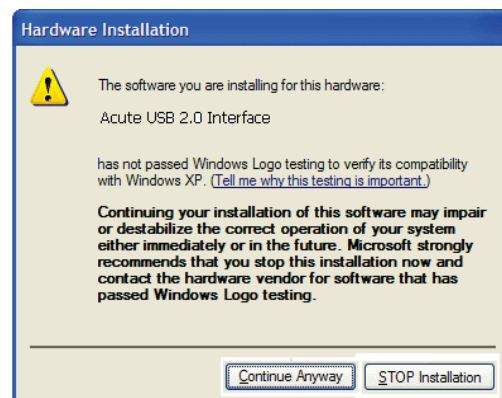 Hardware Installation
The software you are installing for this hardware:
Acute USB 2.0 Interface
has not passed Windows Logo testing to verify its compatibility
with Windows XP. (Tell me why this testing is important.)
Continuing your installation of this software may impair
or destabilize the correct operation of your system
either immediately or in the future. Microsoft strongly
recommends that you stop this installation now and
contact the hardware vendor for software that has
passed Windows Logo testing.
Continue Anyway STOP Installation